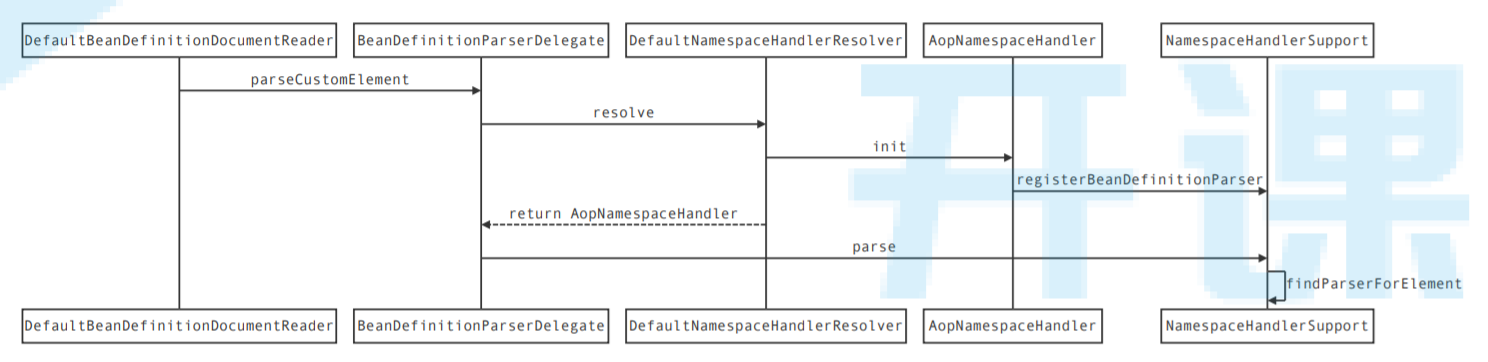 DefaultBeanDefinitionDocumentReader BeanDefinitionParserDelegate DefaultNamespaceHandlerResolver AopNamespaceHandler NamespaceHandlerSupport
parseCustomElement
resolve
init
registerBeanDefinitionParser
return AopNamespaceHandler
parse
findParserForElement
DefaultBeanDefinitionDocumentReader BeanDefinitionParserDelegate DefaultNamespaceHandlerResolver AopNamespaceHandler NamespaceHandlerSupport
开课